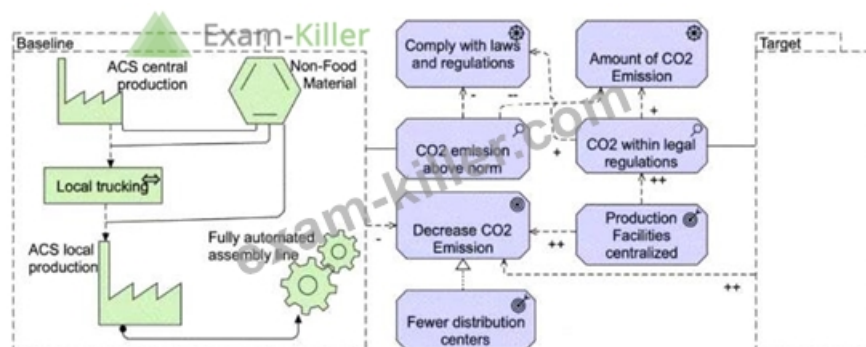 Baseline
Exam-Killer
ACS central
production
Non-Food
Material
Local trucking
ACS local
production
Fully automated
assembly line
Comply with laws
and regulations
Amount of CO2
Emission
Target
-
--
+
CO2 emission
above norm
+
CO2 within legal
regulations
++
Decrease CO2
Emission
-
++
Production
Facilities
centralized
++
Fewer distribution
centers
exam-killer.com